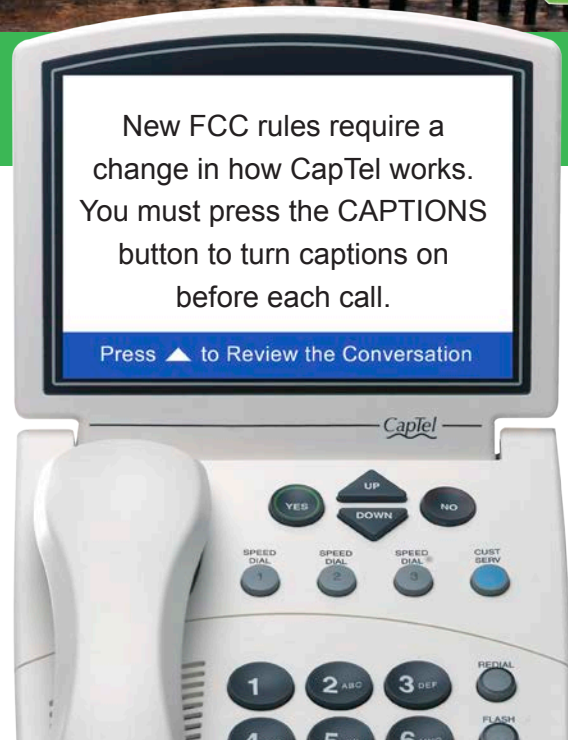 New FCC rules require a
change in how CapTel works.
You must press the CAPTIONS
button to turn captions on
before each call.
Press ▲ to Review the Conversation
CapTel
UP
YES
NO
DOWN
SPEED DIAL
SPEED DIAL
SPEED DIAL
CUST SERV
1
2
3
REDIAL
1
2 ABC
3 DEF
FLASH